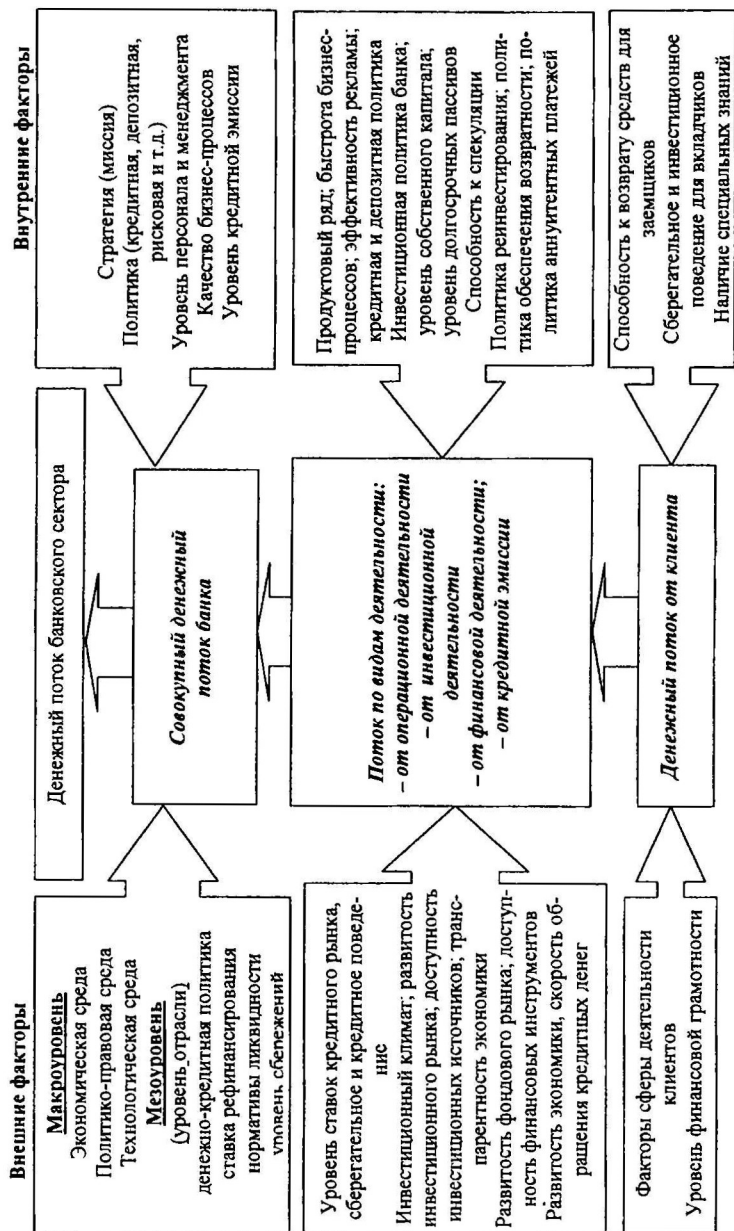 Внешние факторы
Макроуровень
Экономическая среда
Политико-правовая среда
Технологическая среда
Мезоуровень
(уровень отрасли)
денежно-кредитная политика
ставка рефинансирования
нормативы ликвидности
уровень сбережений
Уровень ставок кредитного рынка,
сберегательное и кредитное поведе-
ние
Инвестиционный климат; развитость
инвестиционного рынка; доступность
инвестиционных источников; транс-
парентность экономики
Развитость фондового рынка; доступ-
ность финансовых инструментов
Развитость экономики, скорость об-
ращения кредитных денег
Факторы сферы деятельности
клиентов
Уровень финансовой грамотности
Денежный поток банковского сектора
Совокупный денежный
поток банка
Поток по видам деятельности:
– от операционной деятельности
– от инвестиционной
деятельности
– от финансовой деятельности;
– от кредитной эмиссии
Денежный поток от клиента
Внутренние факторы
Стратегия (миссия)
Политика (кредитная, депозитная,
рисковая и т.д.)
Уровень персонала и менеджмента
Качество бизнес-процессов
Уровень кредитной эмиссии
Продуктовый ряд; быстрота бизнес-
процессов; эффективность рекламы;
кредитная и депозитная политика
Инвестиционная политика банка;
уровень собственного капитала;
уровень долгосрочных пассивов
Способность к спекуляции
Политика реинвестирования; поли-
тика обеспечения возвратности; по-
литика аннуитентных платежей
Способность к возврату средств для
заемщиков
Сберегательное и инвестиционное
поведение для вкладчиков
Наличие специальных знаний